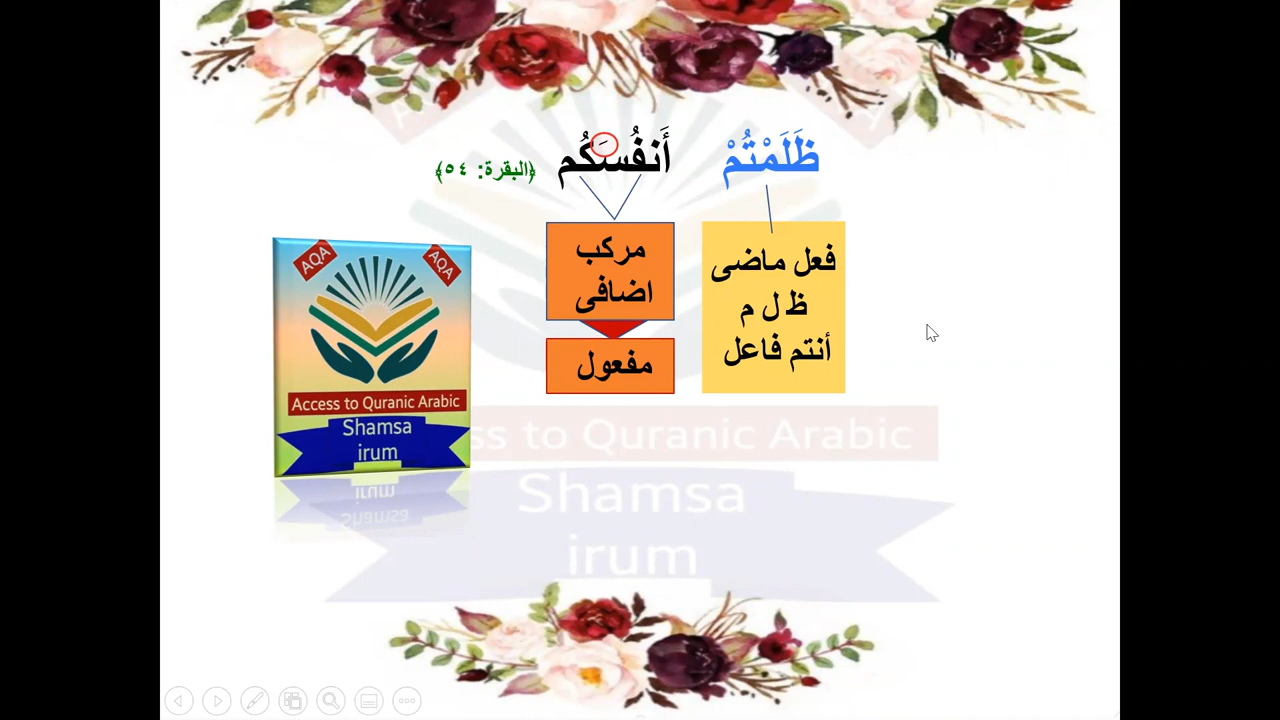 ظَلَمْتُمْ أَنفُسَكُم ﴿البقرة: ٥٤﴾
فعل ماضى
ظ ل م
أنتم فاعل
مركب
اضافى
مفعول
AQA AQA
Access to Quranic Arabic
Shamsa
irum
ss to Quranic Arabic
Shamsa
irum